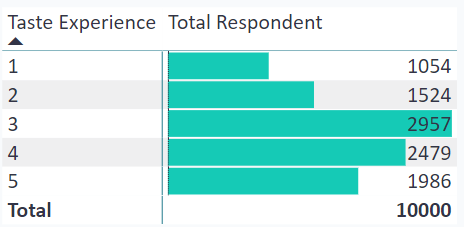 Taste Experience Total Respondent
1 1054
2 1524
3 2957
4 2479
5 1986
Total 10000